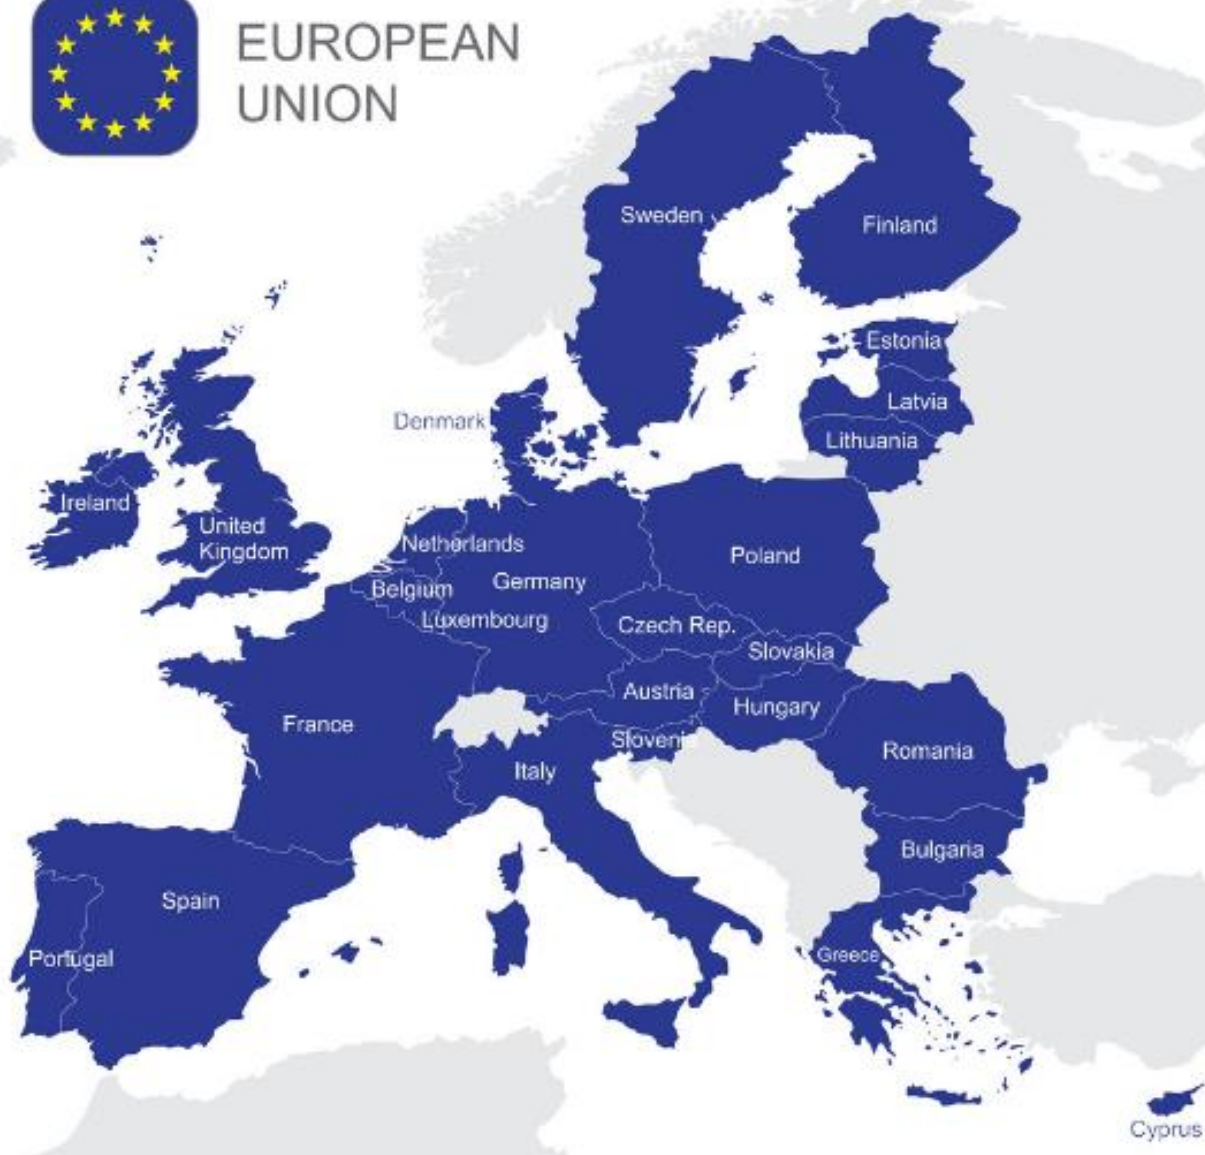 EUROPEAN
UNION
Sweden
Finland
Estonia
Latvia
Lithuania
Denmark
Ireland
United
Kingdom
Netherlands
Poland
Belgium
Germany
Luxembourg
Czech Rep.
Slovakia
Austria
Hungary
France
Slovenia
Romania
Italy
Bulgaria
Spain
Portugal
Greece
Cyprus